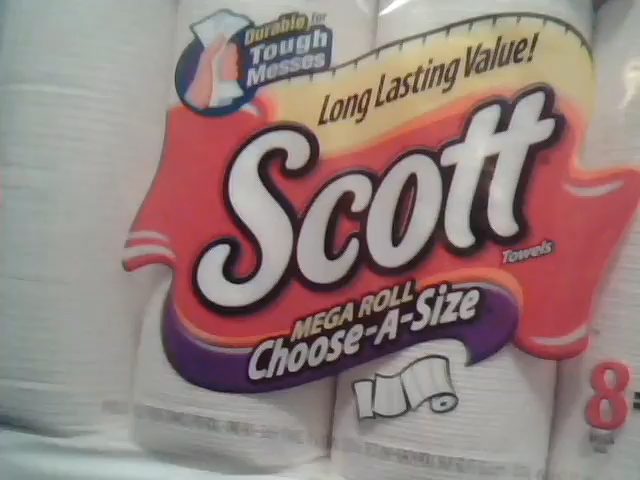 Durable for
Tough
Messes
Long Lasting Value!
Scott
Towels
MEGA ROLL
Choose-A-Size
8